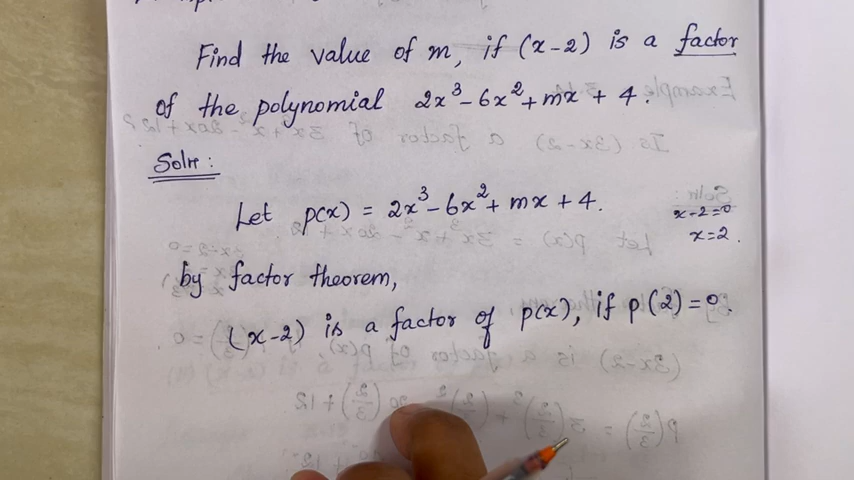 Find the value of m, if (x-2) is a factor
of the polynomial 2x³-6x²+mx+4.
Soln:
Let p(x) = 2x³-6x²+mx+4.
x-2=0
x=2.
by factor theorem,
(x-2) is a factor of p(x), if p(2)=0.